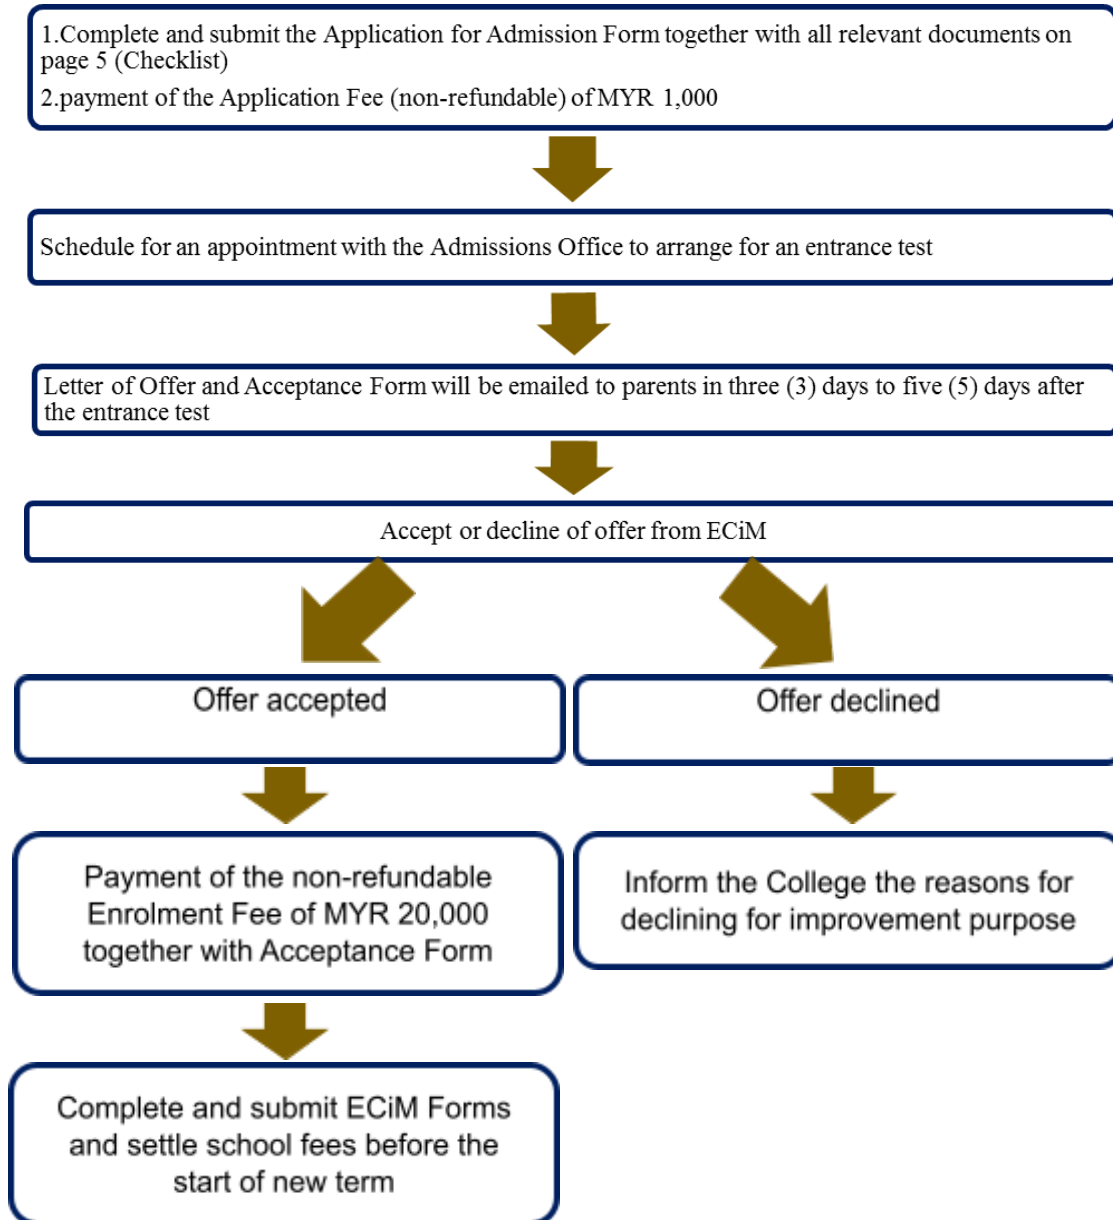 1.Complete and submit the Application for Admission Form together with all relevant documents on
page 5 (Checklist)
2.payment of the Application Fee (non-refundable) of MYR 1,000
Schedule for an appointment with the Admissions Office to arrange for an entrance test
Letter of Offer and Acceptance Form will be emailed to parents in three (3) days to five (5) days after
the entrance test
Accept or decline of offer from ECiM
Offer accepted
Offer declined
Payment of the non-refundable
Enrolment Fee of MYR 20,000
together with Acceptance Form
Inform the College the reasons for
declining for improvement purpose
Complete and submit ECiM Forms
and settle school fees before the
start of new term